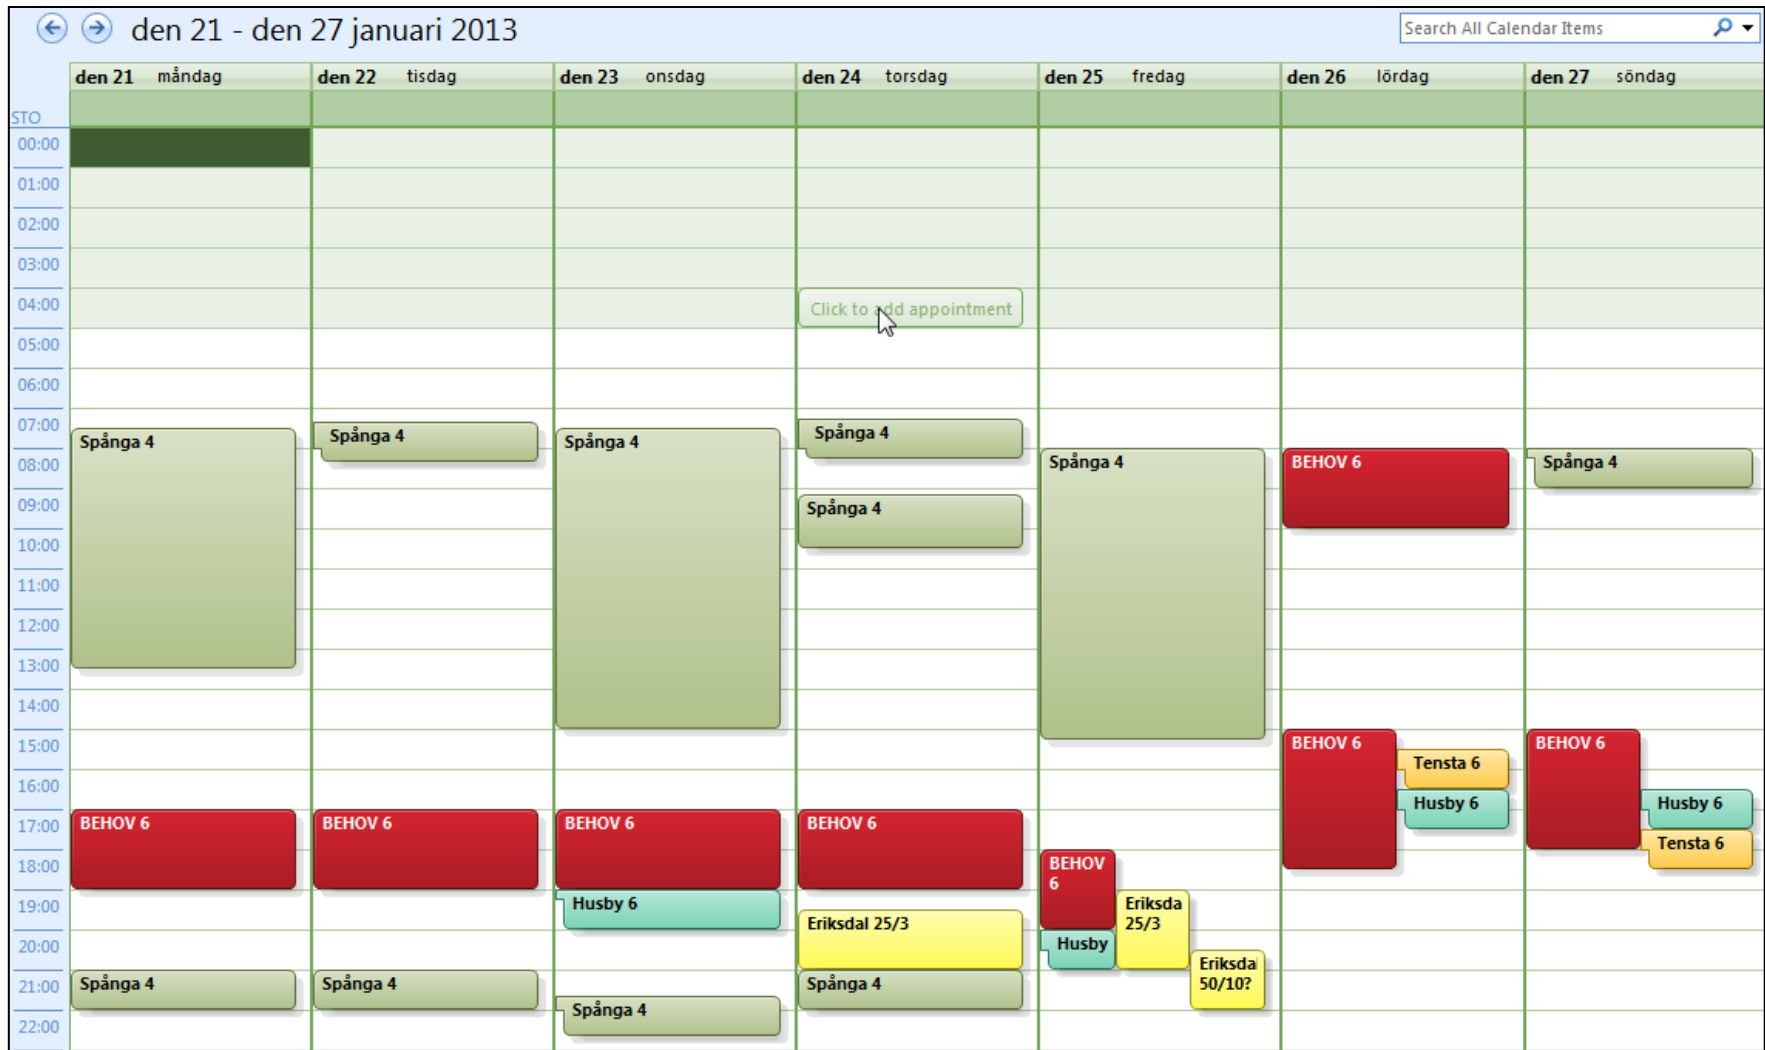 den 21 - den 27 januari 2013
Search All Calendar Items
den 21 måndag
den 22 tisdag
den 23 onsdag
den 24 torsdag
den 25 fredag
den 26 lördag
den 27 söndag
STO
00:00
01:00
02:00
03:00
04:00
Click to add appointment
05:00
06:00
07:00
Spånga 4
Spånga 4
Spånga 4
Spånga 4
08:00
Spånga 4
BEHOV 6
Spånga 4
09:00
Spånga 4
10:00
11:00
12:00
13:00
14:00
15:00
BEHOV 6
Tensta 6
BEHOV 6
16:00
Husby 6
Husby 6
17:00
BEHOV 6
BEHOV 6
BEHOV 6
BEHOV 6
Tensta 6
18:00
BEHOV
6
19:00
Husby 6
Eriksdal 25/3
Eriksda
25/3
20:00
Husby
Eriksda
50/10?
21:00
Spånga 4
Spånga 4
Spånga 4
Spånga 4
22:00